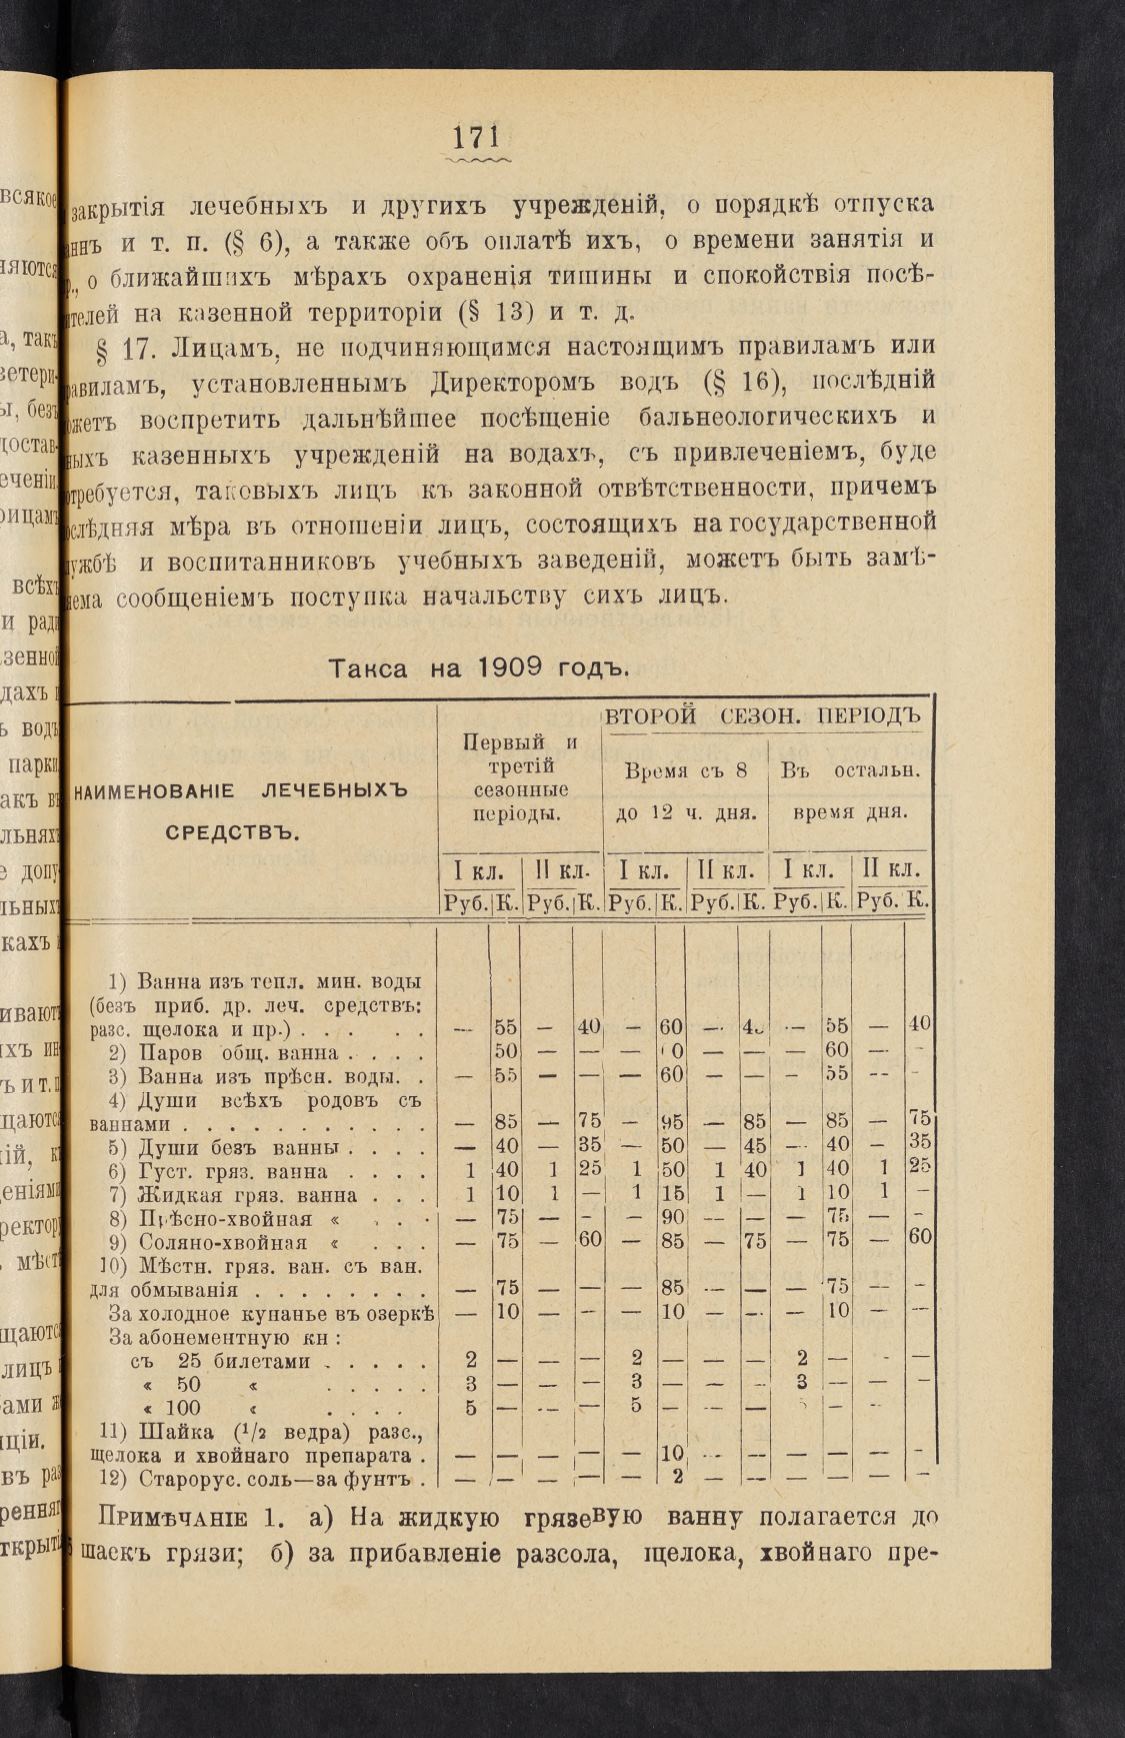 171
закрытія лечебныхъ и другихъ учрежденій, о порядкѣ отпуска
и т. п. (§ 6), а также объ оплатѣ ихъ, о времени занятія и
о ближайшихъ мѣрахъ охраненія тишины и спокойствія посѣ-
на казенной территоріи (§ 13) и т. д.
§ 17. Лицамъ, не подчиняющимся настоящимъ правиламъ или
установленнымъ Директоромъ водъ (§ 16), послѣдній
воспретить дальнѣйшее посѣщеніе бальнеологическихъ и
казенныхъ учрежденій на водахъ, съ привлеченіемъ, буде
таковыхъ лицъ къ законной отвѣтственности, причемъ
мѣра въ отношеніи лицъ, состоящихъ на государственной
и воспитанниковъ учебныхъ заведеній, можетъ быть замѣ-
сообщеніемъ поступка начальству сихъ лицъ.
Такса на 1909 годъ.
НАИМЕНОВАНІЕ ЛЕЧЕБНЫХЪ
СРЕДСТВЪ.
Первый и
третій
сезонные
періоды.
ВТОРОЙ СЕЗОН. ПЕРІОДЪ
Время съ 8
до 12 ч. дня.
Въ остальн.
время дня.
I кл. II кл. I кл. II кл. I кл. II кл.
Руб. К. Руб. К. Руб. К. Руб. К. Руб. К. Руб. К.
1) Ванна изъ тепл. мин. воды
(безъ приб. др. леч. средствъ:
разс. щелока и пр.) . . . . . — 55 — 40 — 60 — — 55 — 40
2) Паров общ. ванна . . . . 50 — — — — — — 60 — -
3) Ванна изъ прѣсн. воды. . — 55 — — — 60 — — - 55 -- -
4) Души всѣхъ родовъ съ
ваннами . . . . . . . . . . . — 85 — 75 — 95 — 85 — 85 — 75
5) Души безъ ванны . . . . — 40 — 35 — 50 — 45 — 40 — 35
6) Густ. гряз. ванна . . . . 1 40 1 25 1 50 1 40 1 40 1 25
7) Жидкая гряз. ванна . . . 1 10 1 — 1 15 1 — 1 10 1 —
8) Прѣсно-хвойная « . . . — 75 — - — 90 — — — 75 — -
9) Соляно-хвойная « . . . — 75 — 60 — 85 — 75 — 75 — 60
10) Мѣстн. гряз. ван. съ ван.
для обмыванія . . . . . . . . — 75 — — — 85 — — — 75 — -
За холодное купанье въ озеркѣ — 10 — - — 10 — - — 10 — —
За абонементную кн :
съ 25 билетами . . . . . 2 — — — 2 — — — 2 — - —
« 50 « . . . . . 3 — — — 3 — — - 3 — — —
« 100 « . . . . 5 — — — 5 — — — — -
11) Шайка (1/2 ведра) разс.,
щелока и хвойнаго препарата . — — — — — 10 — — — — — -
12) Старорус. соль—за фунтъ . — — — — — 2 — — — — — —
Примѣчаніе 1. а) На жидкую грязевую ванну полагается до
шаекъ грязи; б) за прибавленіе разсола, щелока, хвойнаго пре-